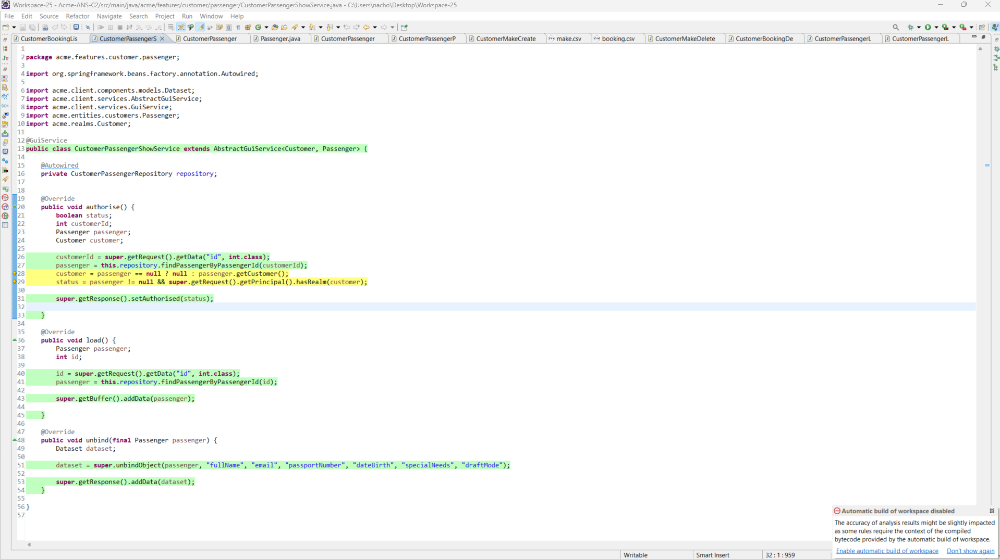 Workspace-25 - Acme-ANS-C2/src/main/java/acme/features/customer/passenger/CustomerPassengerShowService.java - C:\Users\nacho\Desktop\Workspace-25
File Edit Source Refactor Navigate Search Project Run Window Help
CustomerBookingLis CustomerPassengerS CustomerPassenger Passenger.java CustomerPassenger CustomerPassengerP CustomerMakeCreate make.csv booking.csv CustomerMakeDelete CustomerBookingDe CustomerPassengerL CustomerPassengerL
1
2 package acme.features.customer.passenger;
3
4 import org.springframework.beans.factory.annotation.Autowired;
5
6 import acme.client.components.models.Dataset;
7 import acme.client.services.AbstractGuiService;
8 import acme.client.services.GuiService;
9 import acme.entities.customers.Passenger;
10 import acme.realms.Customer;
11
12 @GuiService
13 public class CustomerPassengerShowService extends AbstractGuiService<Customer, Passenger> {
14
15 @Autowired
16 private CustomerPassengerRepository repository;
17
18
19 @Override
20 public void authorise() {
21 boolean status;
22 int customerId;
23 Passenger passenger;
24 Customer customer;
25
26 customerId = super.getRequest().getData("id", int.class);
27 passenger = this.repository.findPassengerByPassengerId(customerId);
28 customer = passenger == null ? null : passenger.getCustomer();
29 status = passenger != null && super.getRequest().getPrincipal().hasRealm(customer);
30
31 super.getResponse().setAuthorised(status);
32
33 }
34
35 @Override
36 public void load() {
37 Passenger passenger;
38 int id;
39
40 id = super.getRequest().getData("id", int.class);
41 passenger = this.repository.findPassengerByPassengerId(id);
42
43 super.getBuffer().addData(passenger);
44
45 }
46
47 @Override
48 public void unbind(final Passenger passenger) {
49 Dataset dataset;
50
51 dataset = super.unbindObject(passenger, "fullName", "email", "passportNumber", "dateBirth", "specialNeeds", "draftMode");
52
53 super.getResponse().addData(dataset);
54 }
55
56 }
57
Automatic build of workspace disabled
The accuracy of analysis results might be slightly impacted
as some rules require the context of the compiled
bytecode provided by the automatic build of workspace.
Enable automatic build of workspace Don't show again
Writable Smart Insert 32 : 1 : 959